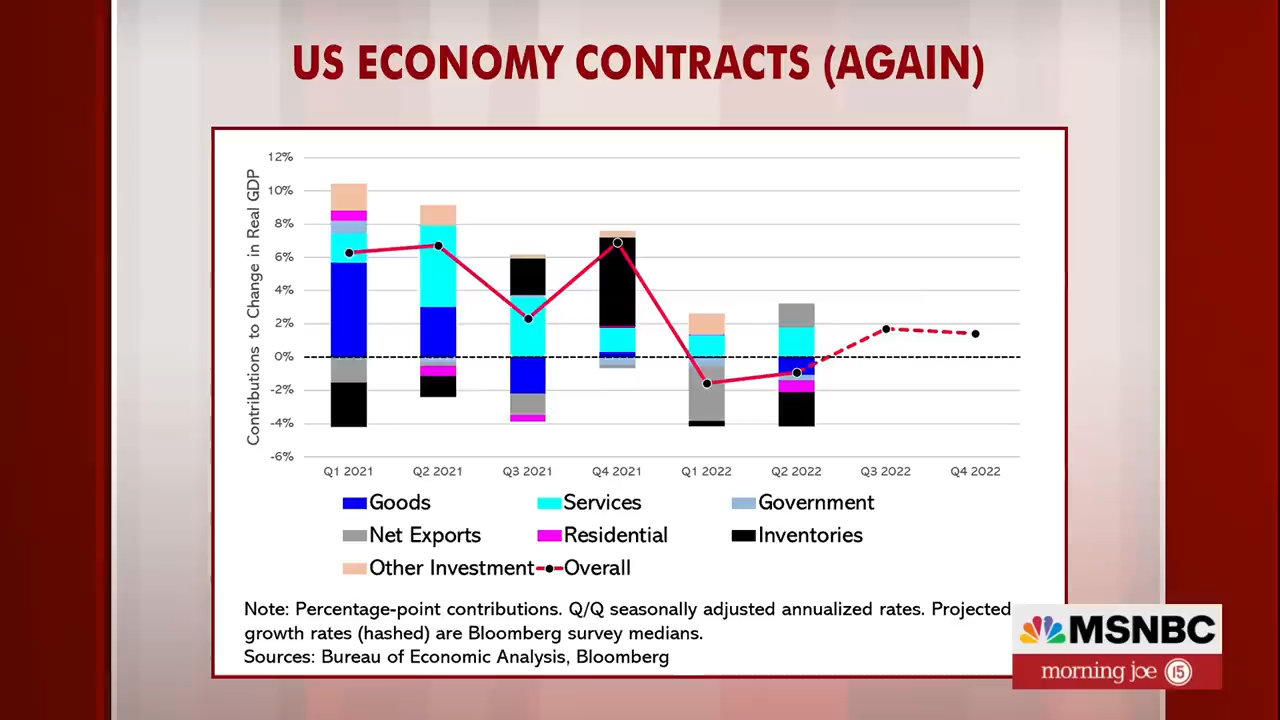 US ECONOMY CONTRACTS (AGAIN)
Contributions to Change in Real GDP
12%
10%
8%
6%
4%
2%
0%
-2%
-4%
-6%
Q1 2021 Q2 2021 Q3 2021 Q4 2021 Q1 2022 Q2 2022 Q3 2022 Q4 2022
Goods Services Government
Net Exports Residential Inventories
Other Investment Overall
Note: Percentage-point contributions. Q/Q seasonally adjusted annualized rates. Projected
growth rates (hashed) are Bloomberg survey medians.
Sources: Bureau of Economic Analysis, Bloomberg
MSNBC
morning joe 15